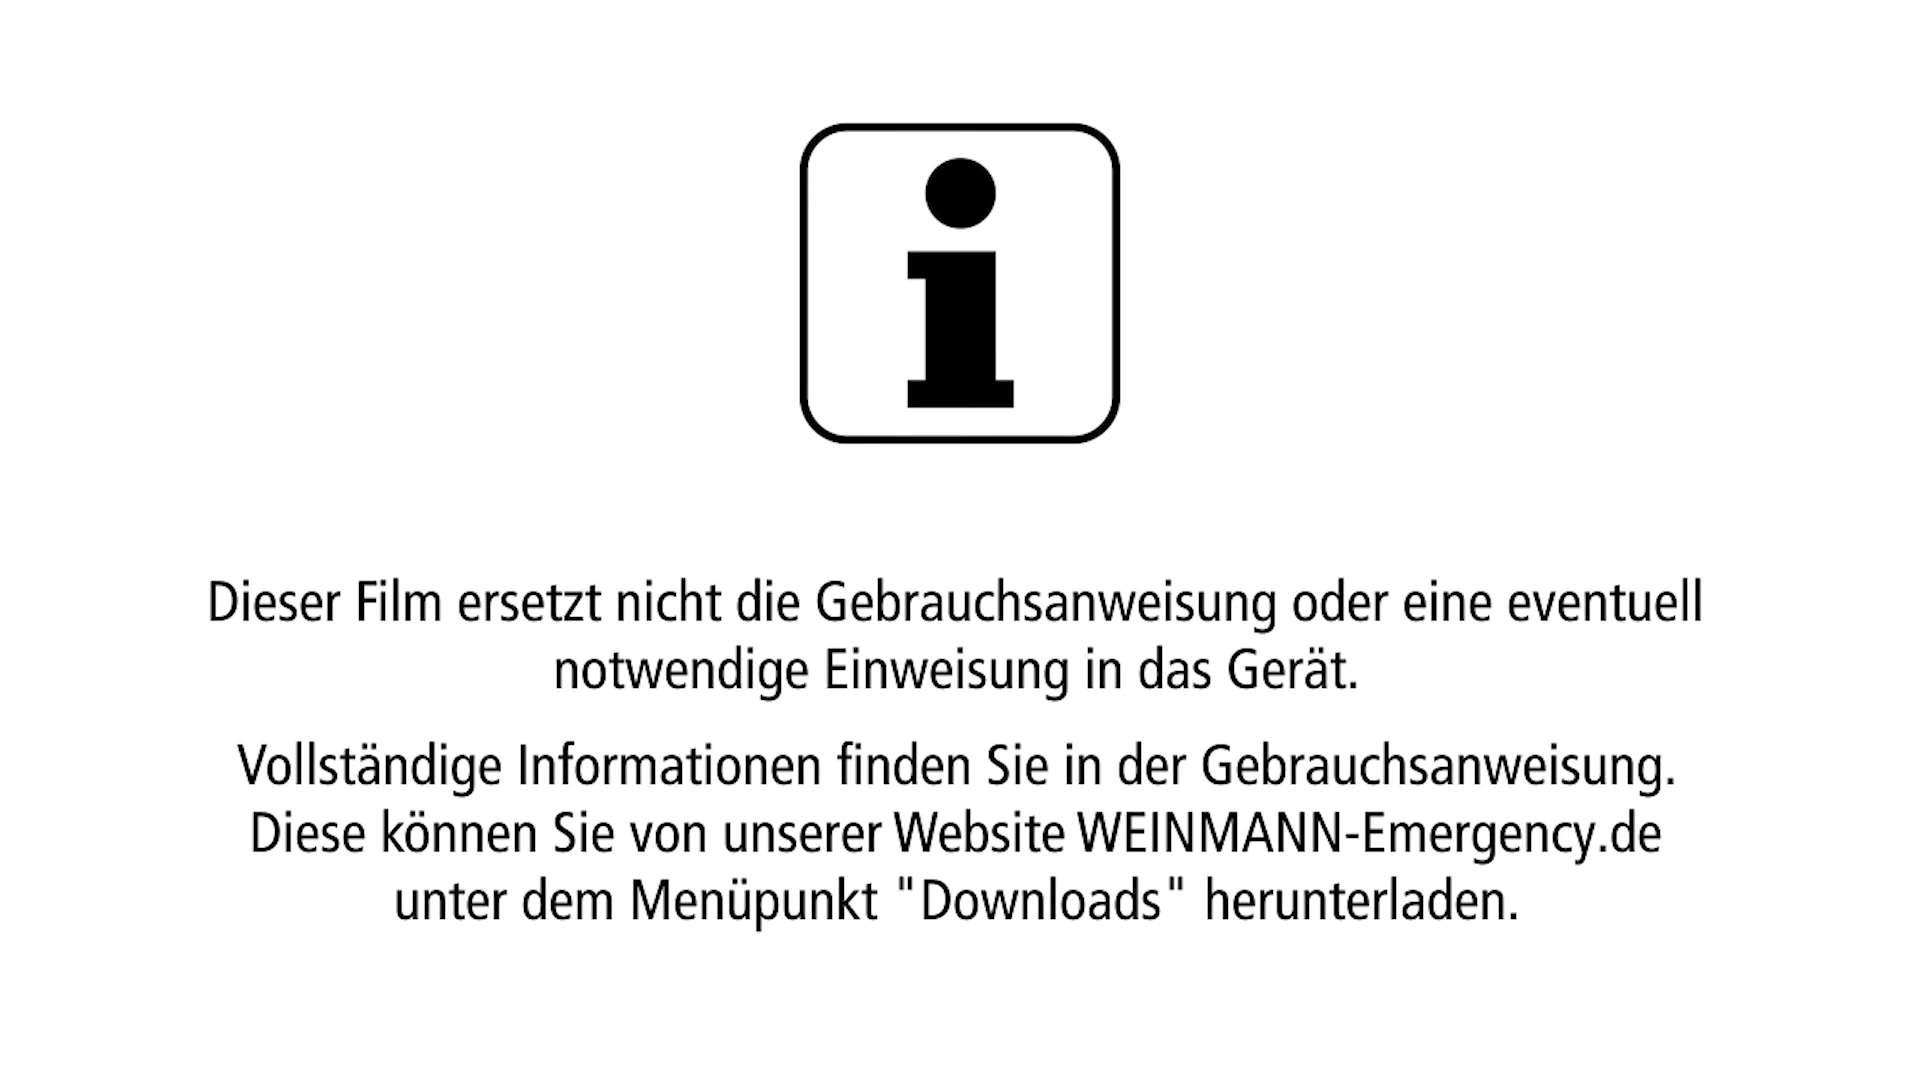 Dieser Film ersetzt nicht die Gebrauchsanweisung oder eine eventuell
notwendige Einweisung in das Gerät.
Vollständige Informationen finden Sie in der Gebrauchsanweisung.
Diese können Sie von unserer Website WEINMANN-Emergency.de
unter dem Menüpunkt "Downloads" herunterladen.